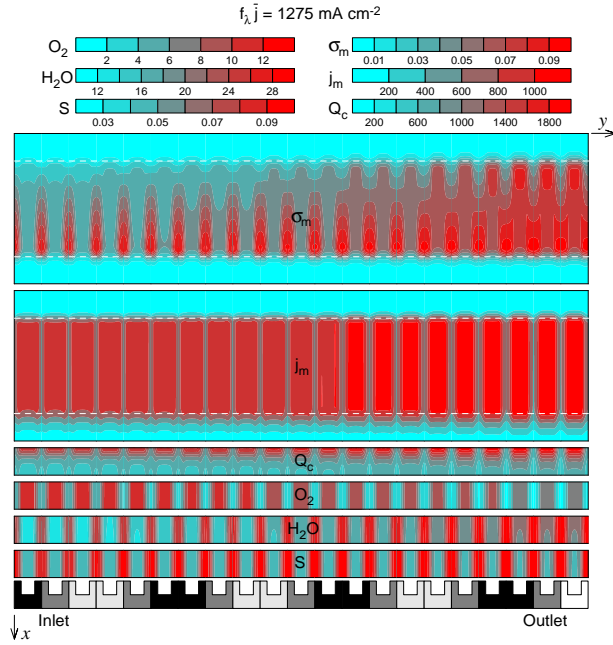 f_λ j̄ = 1275 mA cm⁻²
O₂
2 4 6 8 10 12
H₂O
12 16 20 24 28
S
0.03 0.05 0.07 0.09
σₘ
0.01 0.03 0.05 0.07 0.09
jₘ
200 400 600 800 1000
Q_c
200 600 1000 1400 1800
y
σₘ
jₘ
Q_c
O₂
H₂O
S
Inlet Outlet
x